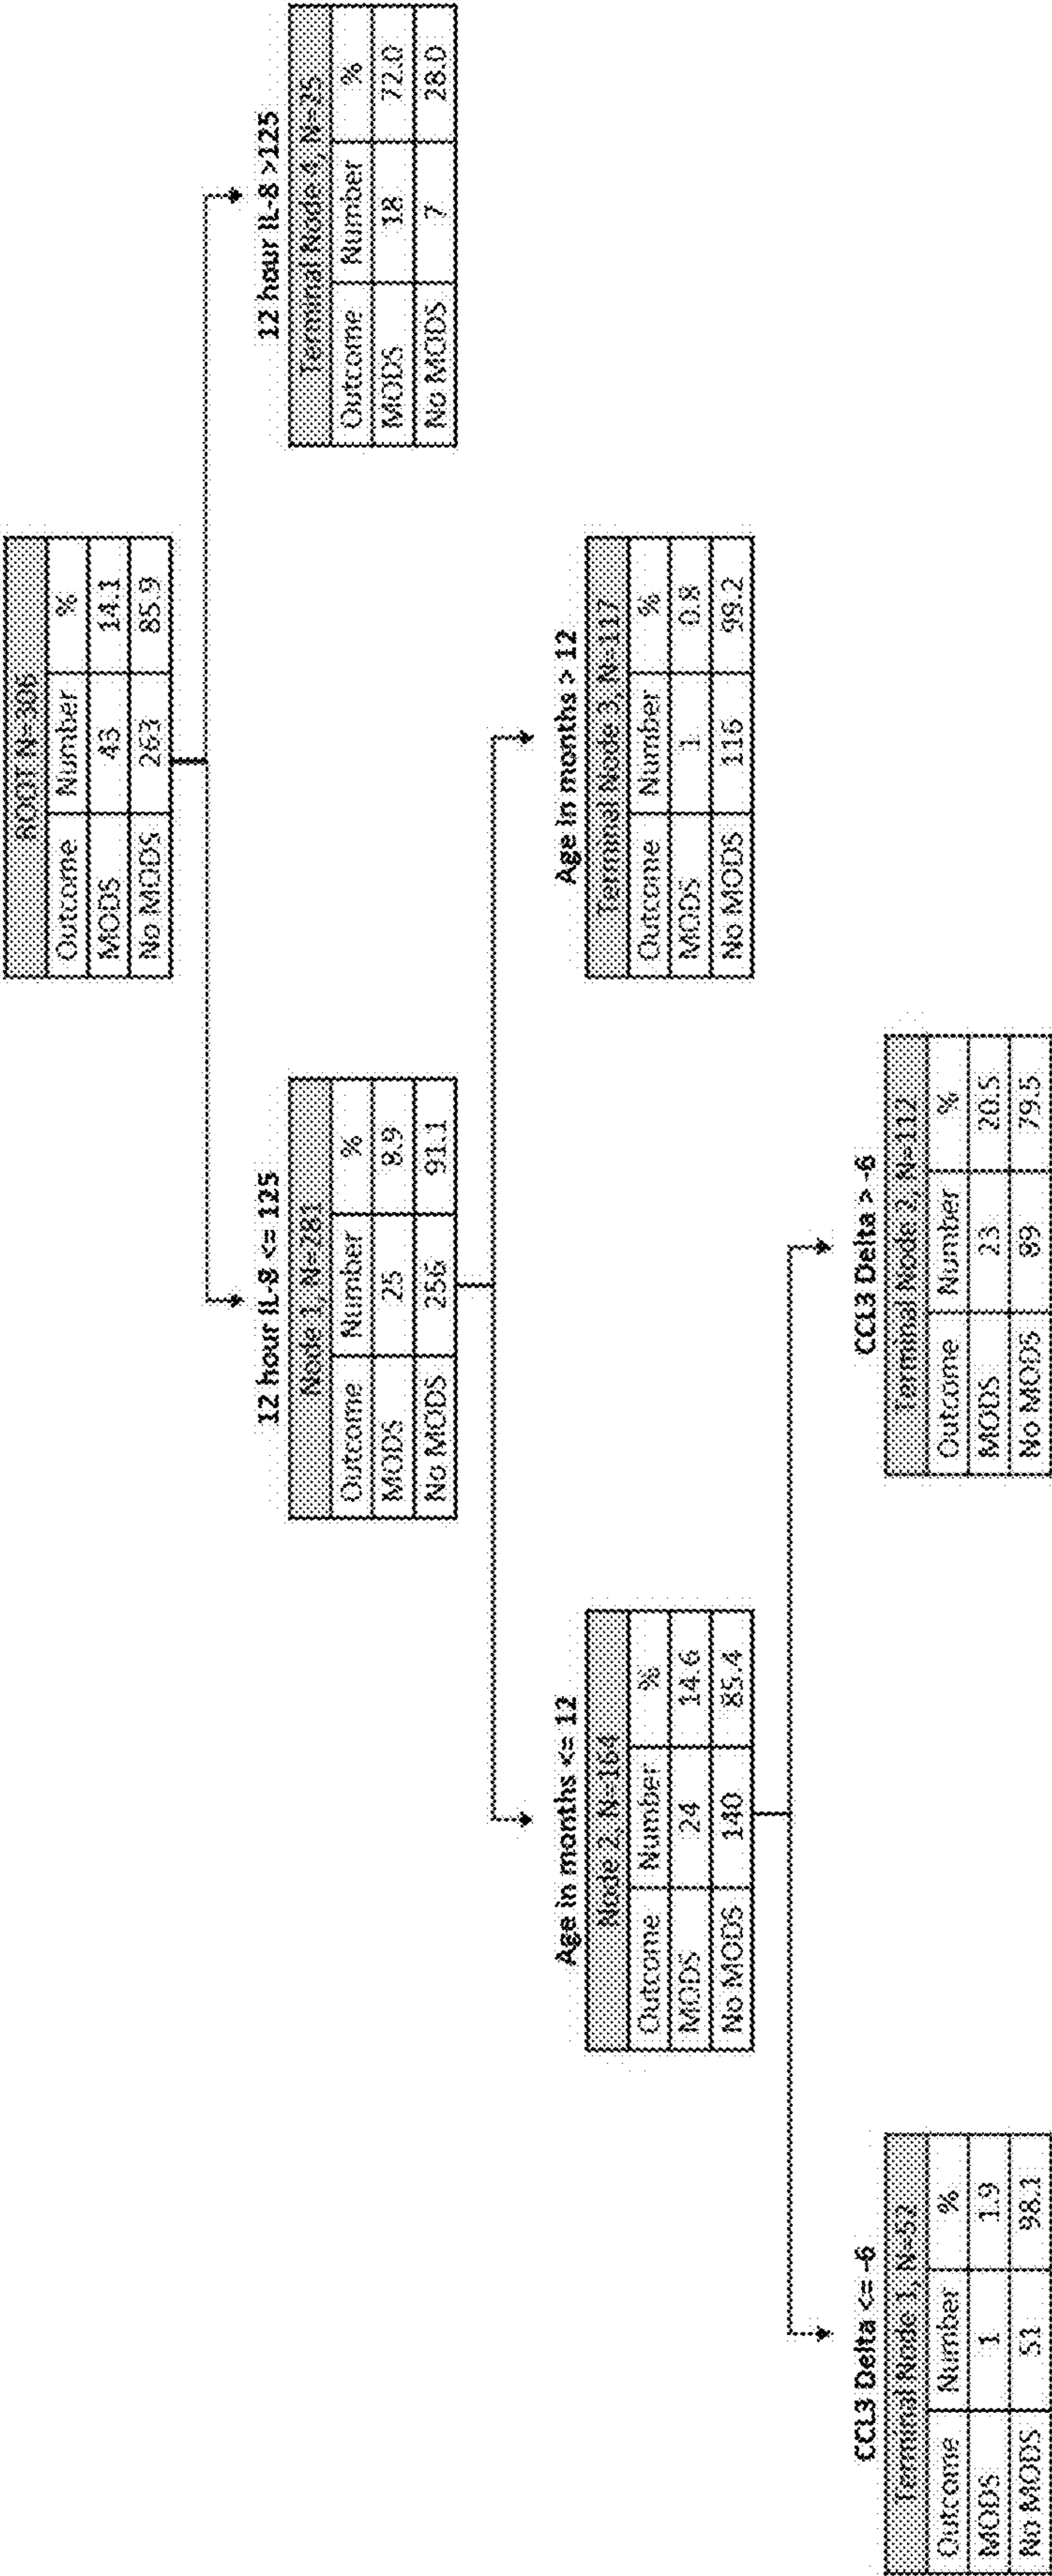 ROOT N=306
Outcome Number %
MODS 43 14.1
No MODS 263 85.9
12 hour IL-8 <= 125
Node 1, N=281
Outcome Number %
MODS 25 8.9
No MODS 256 91.1
12 hour IL-8 >125
Terminal Node 4, N=25
Outcome Number %
MODS 18 72.0
No MODS 7 28.0
Age in months <= 12
Node 2, N=164
Outcome Number %
MODS 24 14.6
No MODS 140 85.4
Age in months > 12
Terminal Node 3, N=117
Outcome Number %
MODS 1 0.8
No MODS 116 99.2
CCL3 Delta <= -6
Terminal Node 1, N=52
Outcome Number %
MODS 1 1.9
No MODS 51 98.1
CCL3 Delta > -6
Terminal Node 2, N=112
Outcome Number %
MODS 23 20.5
No MODS 89 79.5